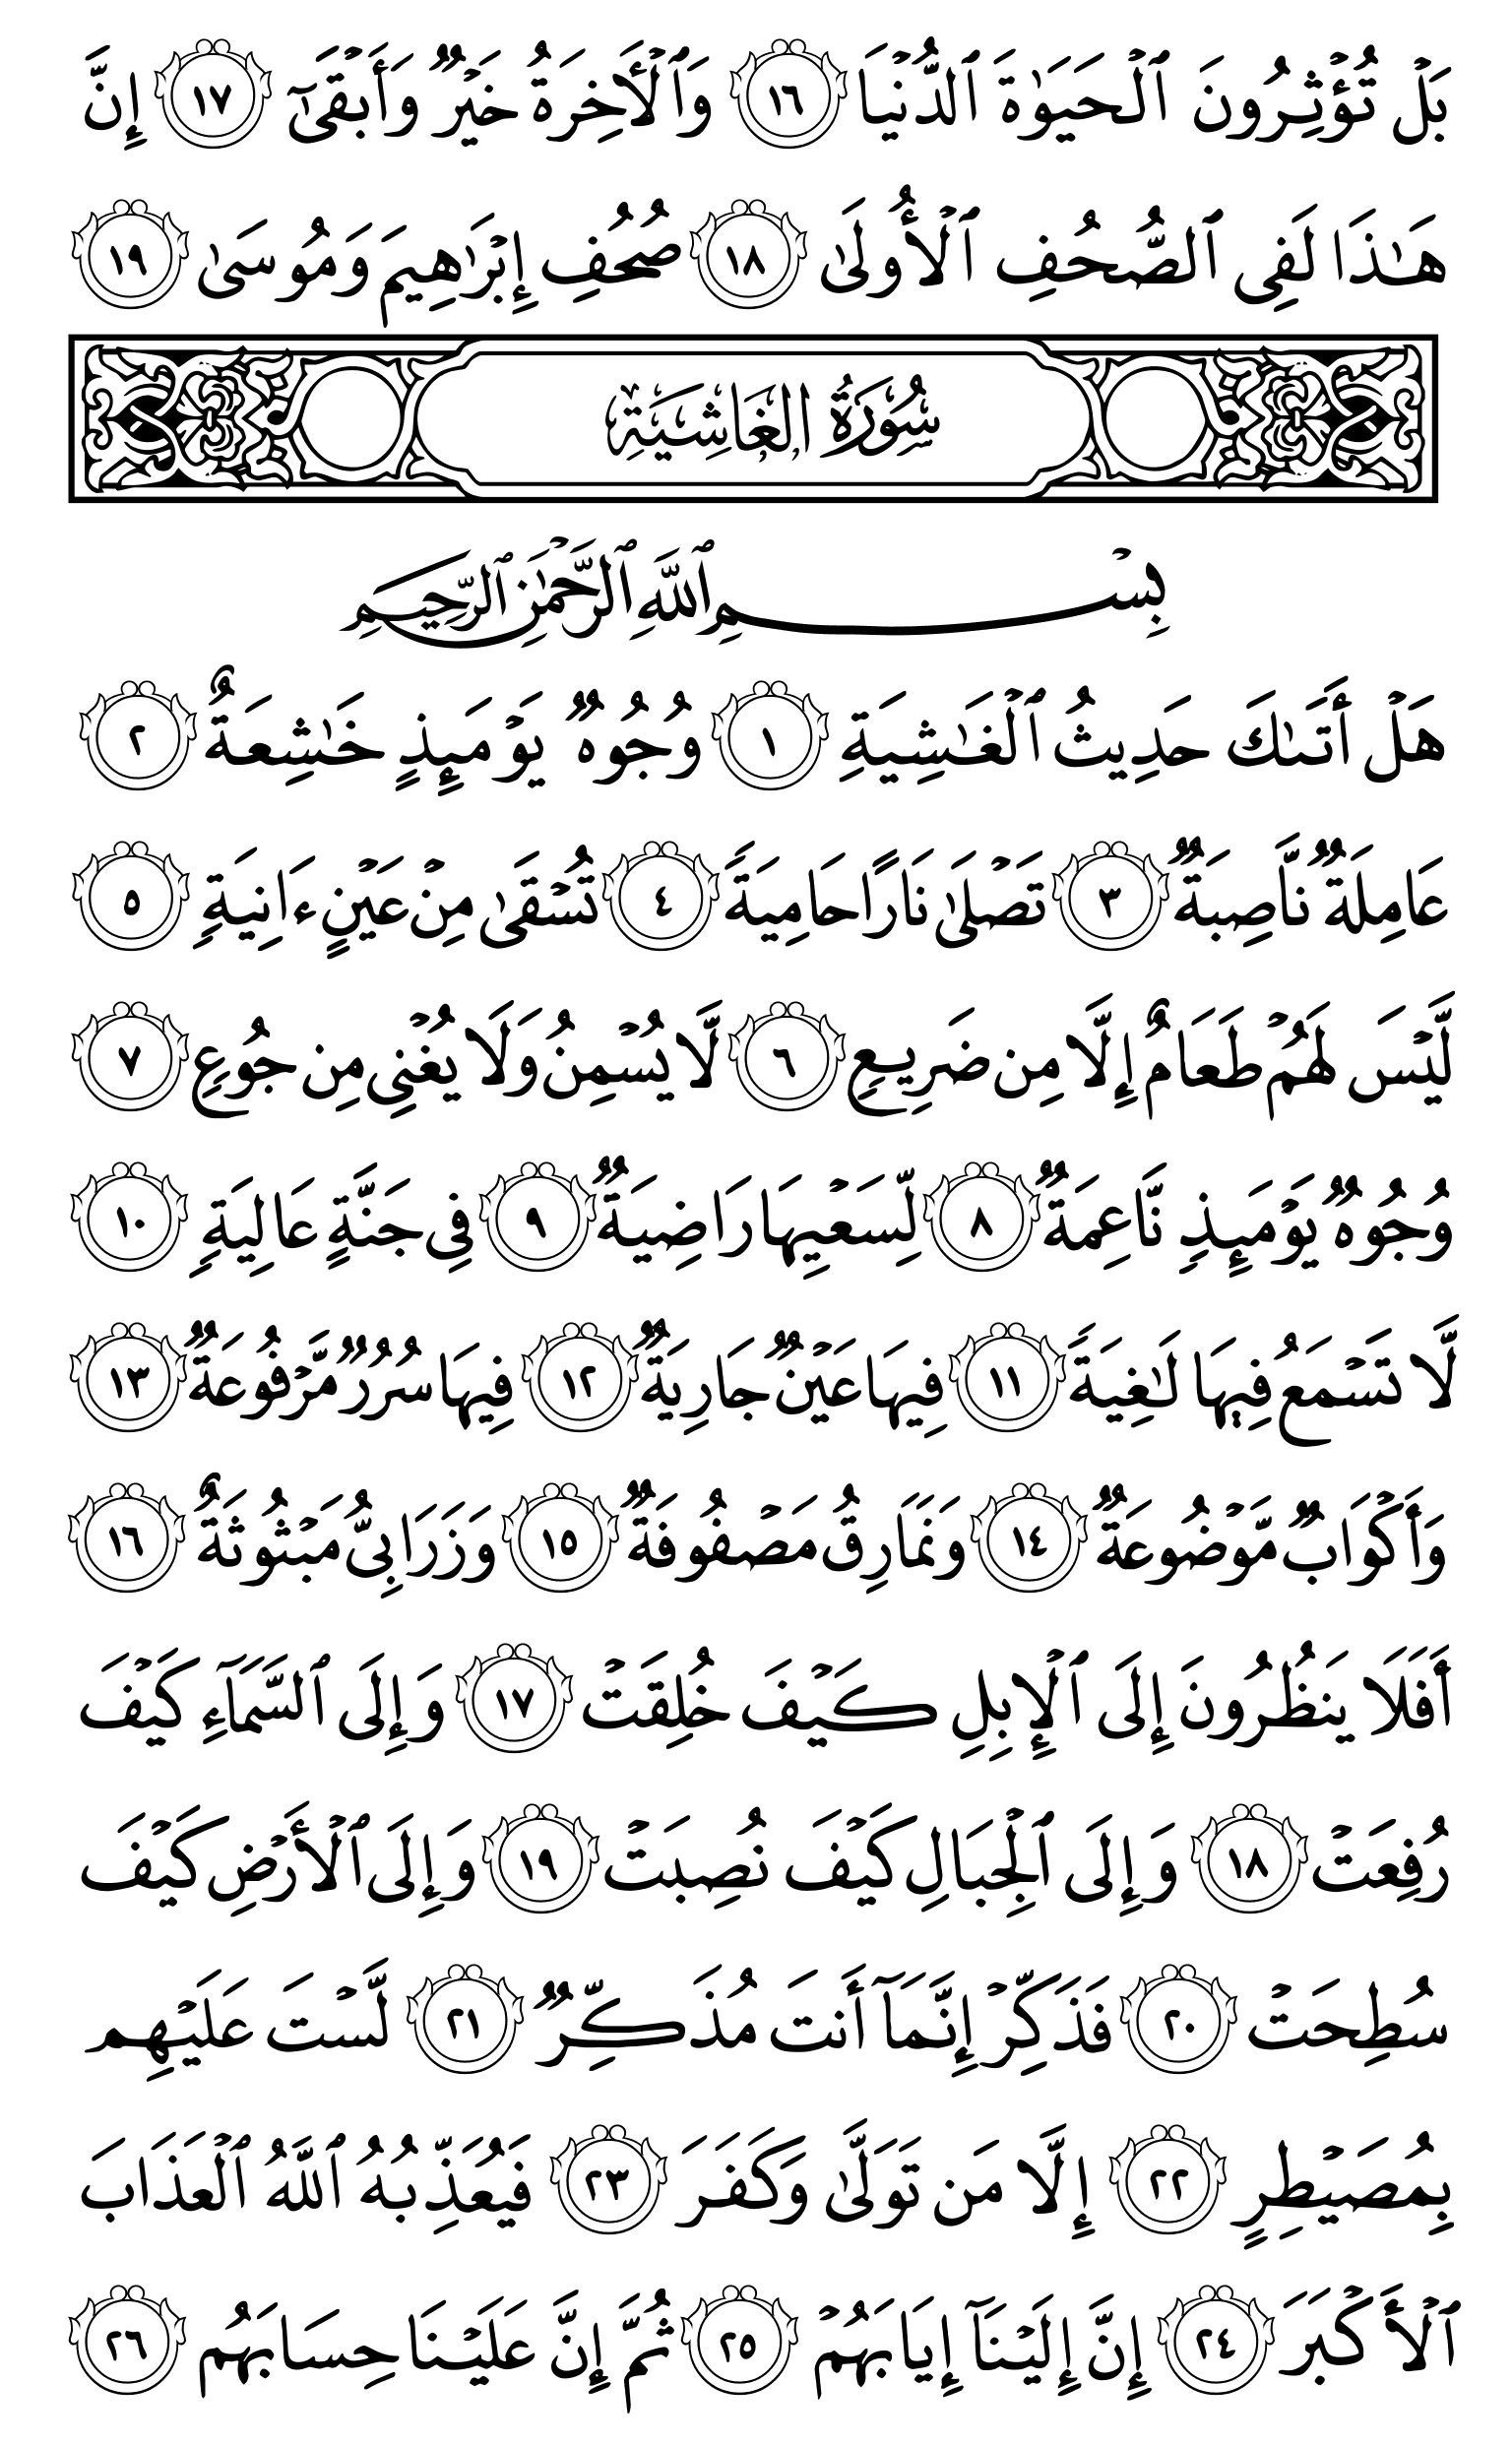 بَلۡ تُؤۡثِرُونَ ٱلۡحَيَوٰةَ ٱلدُّنۡيَا ١٦ وَٱلۡأَخِرَةُ خَيۡرٞ وَأَبۡقَىٰٓ ١٧ إِنَّ
هَٰذَا لَفِي ٱلصُّحُفِ ٱلۡأُولَىٰ ١٨ صُحُفِ إِبۡرَٰهِيمَ وَمُوسَىٰ ١٩
سُورَةُ الغَاشِيَةِ
بِسۡمِ ٱللَّهِ ٱلرَّحۡمَٰنِ ٱلرَّحِيمِ
هَلۡ أَتَىٰكَ حَدِيثُ ٱلۡغَٰشِيَةِ ١ وُجُوهٞ يَوۡمَئِذٍ خَٰشِعَةٌ ٢
عَامِلَةٞ نَّاصِبَةٞ ٣ تَصۡلَىٰ نَارًا حَامِيَةٗ ٤ تُسۡقَىٰ مِنۡ عَيۡنٍ ءَانِيَةٖ ٥
لَّيۡسَ لَهُمۡ طَعَامٌ إِلَّا مِن ضَرِيعٖ ٦ لَّا يُسۡمِنُ وَلَا يُغۡنِي مِن جُوعٖ ٧
وُجُوهٞ يَوۡمَئِذٖ نَّاعِمَةٞ ٨ لِّسَعۡيِهَا رَاضِيَةٞ ٩ فِي جَنَّةٍ عَالِيَةٖ ١٠
لَّا تَسۡمَعُ فِيهَا لَٰغِيَةٗ ١١ فِيهَا عَيۡنٞ جَارِيَةٞ ١٢ فِيهَا سُرُرٞ مَّرۡفُوعَةٞ ١٣
وَأَكۡوَابٞ مَّوۡضُوعَةٞ ١٤ وَنَمَارِقُ مَصۡفُوفَةٞ ١٥ وَزَرَابِيُّ مَبۡثُوثَةٌ ١٦
أَفَلَا يَنظُرُونَ إِلَى ٱلۡإِبِلِ كَيۡفَ خُلِقَتۡ ١٧ وَإِلَى ٱلسَّمَآءِ كَيۡفَ
رُفِعَتۡ ١٨ وَإِلَى ٱلۡجِبَالِ كَيۡفَ نُصِبَتۡ ١٩ وَإِلَى ٱلۡأَرۡضِ كَيۡفَ
سُطِحَتۡ ٢٠ فَذَكِّرۡ إِنَّمَآ أَنتَ مُذَكِّرٞ ٢١ لَّسۡتَ عَلَيۡهِم
بِمُصَيۡطِرٍ ٢٢ إِلَّا مَن تَوَلَّىٰ وَكَفَرَ ٢٣ فَيُعَذِّبُهُ ٱللَّهُ ٱلۡعَذَابَ
ٱلۡأَكۡبَرَ ٢٤ إِنَّ إِلَيۡنَآ إِيَابَهُمۡ ٢٥ ثُمَّ إِنَّ عَلَيۡنَا حِسَابَهُم ٢٦